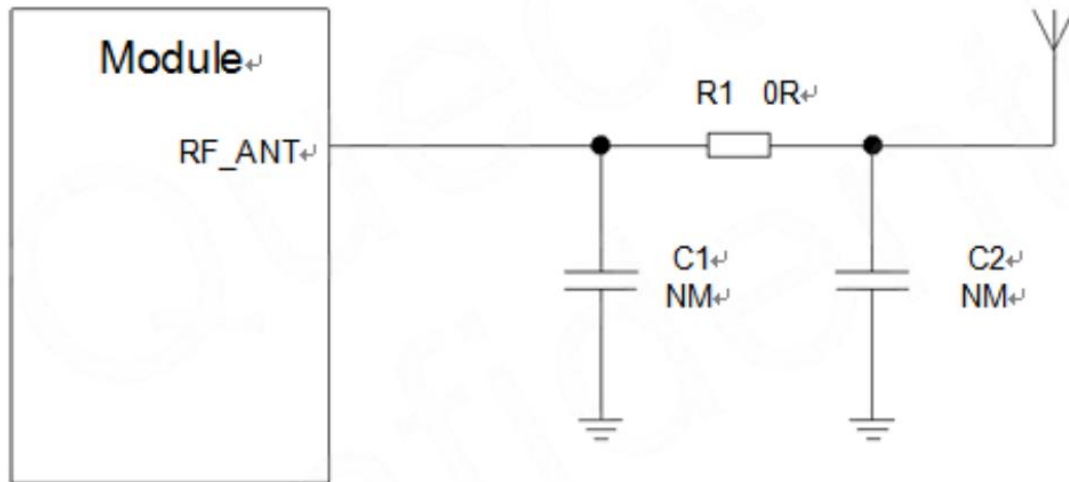 Module↵
RF_ANT↵
R1 0R↵
C1↵
NM↵
C2↵
NM↵